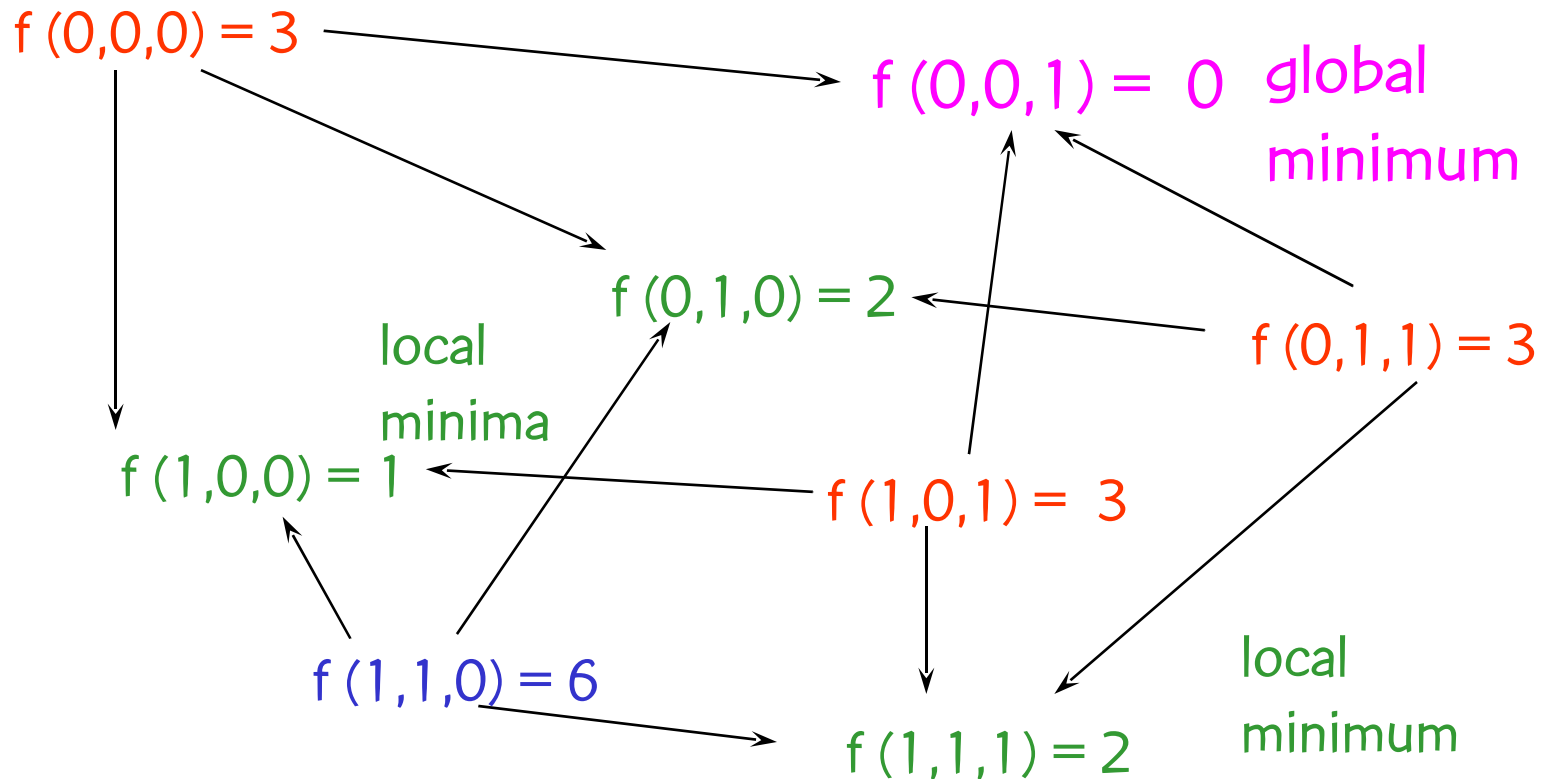 f (0,0,0) = 3
f (0,0,1) = 0
global
minimum
f (0,1,0) = 2
f (0,1,1) = 3
local
minima
f (1,0,0) = 1
f (1,0,1) = 3
f (1,1,0) = 6
local
minimum
f (1,1,1) = 2